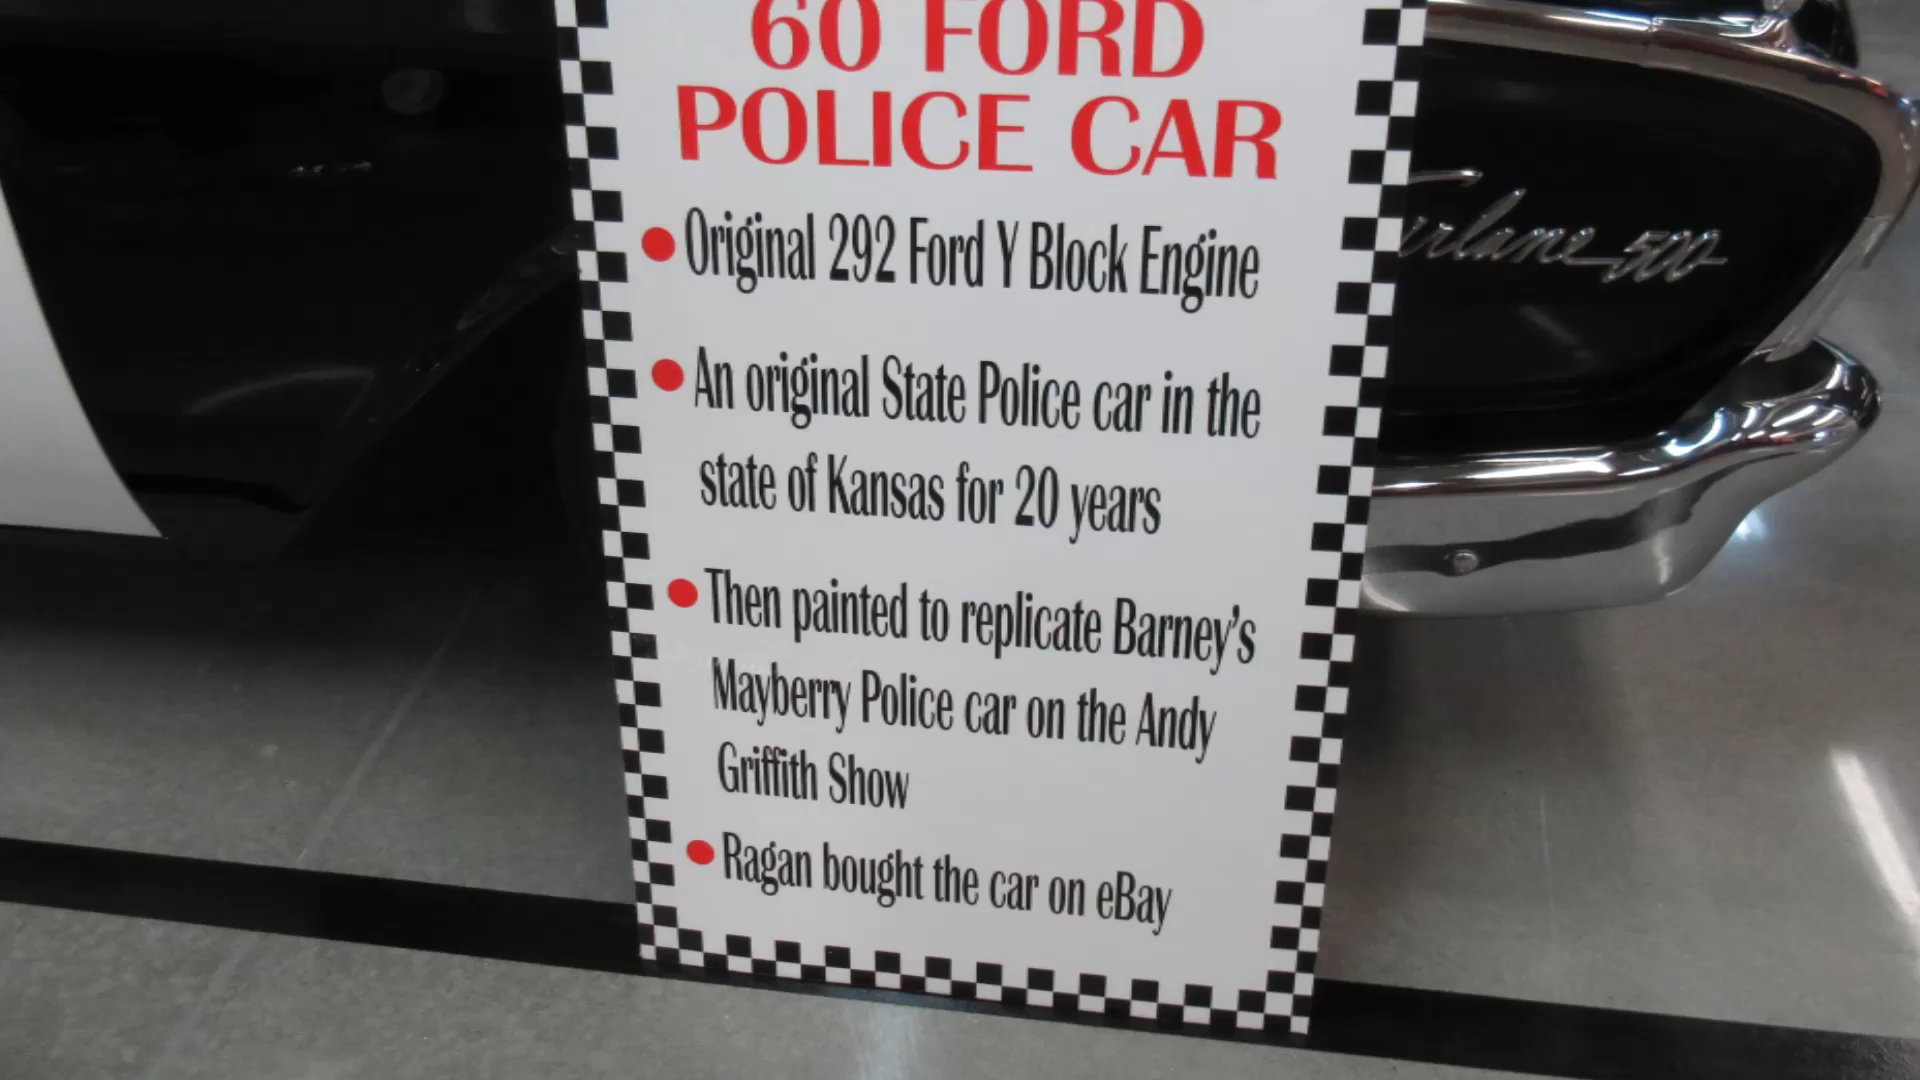 60 FORD
POLICE CAR
• Original 292 Ford Y Block Engine
• An original State Police car in the
state of Kansas for 20 years
• Then painted to replicate Barney's
Mayberry Police car on the Andy
Griffith Show
• Ragan bought the car on eBay
500